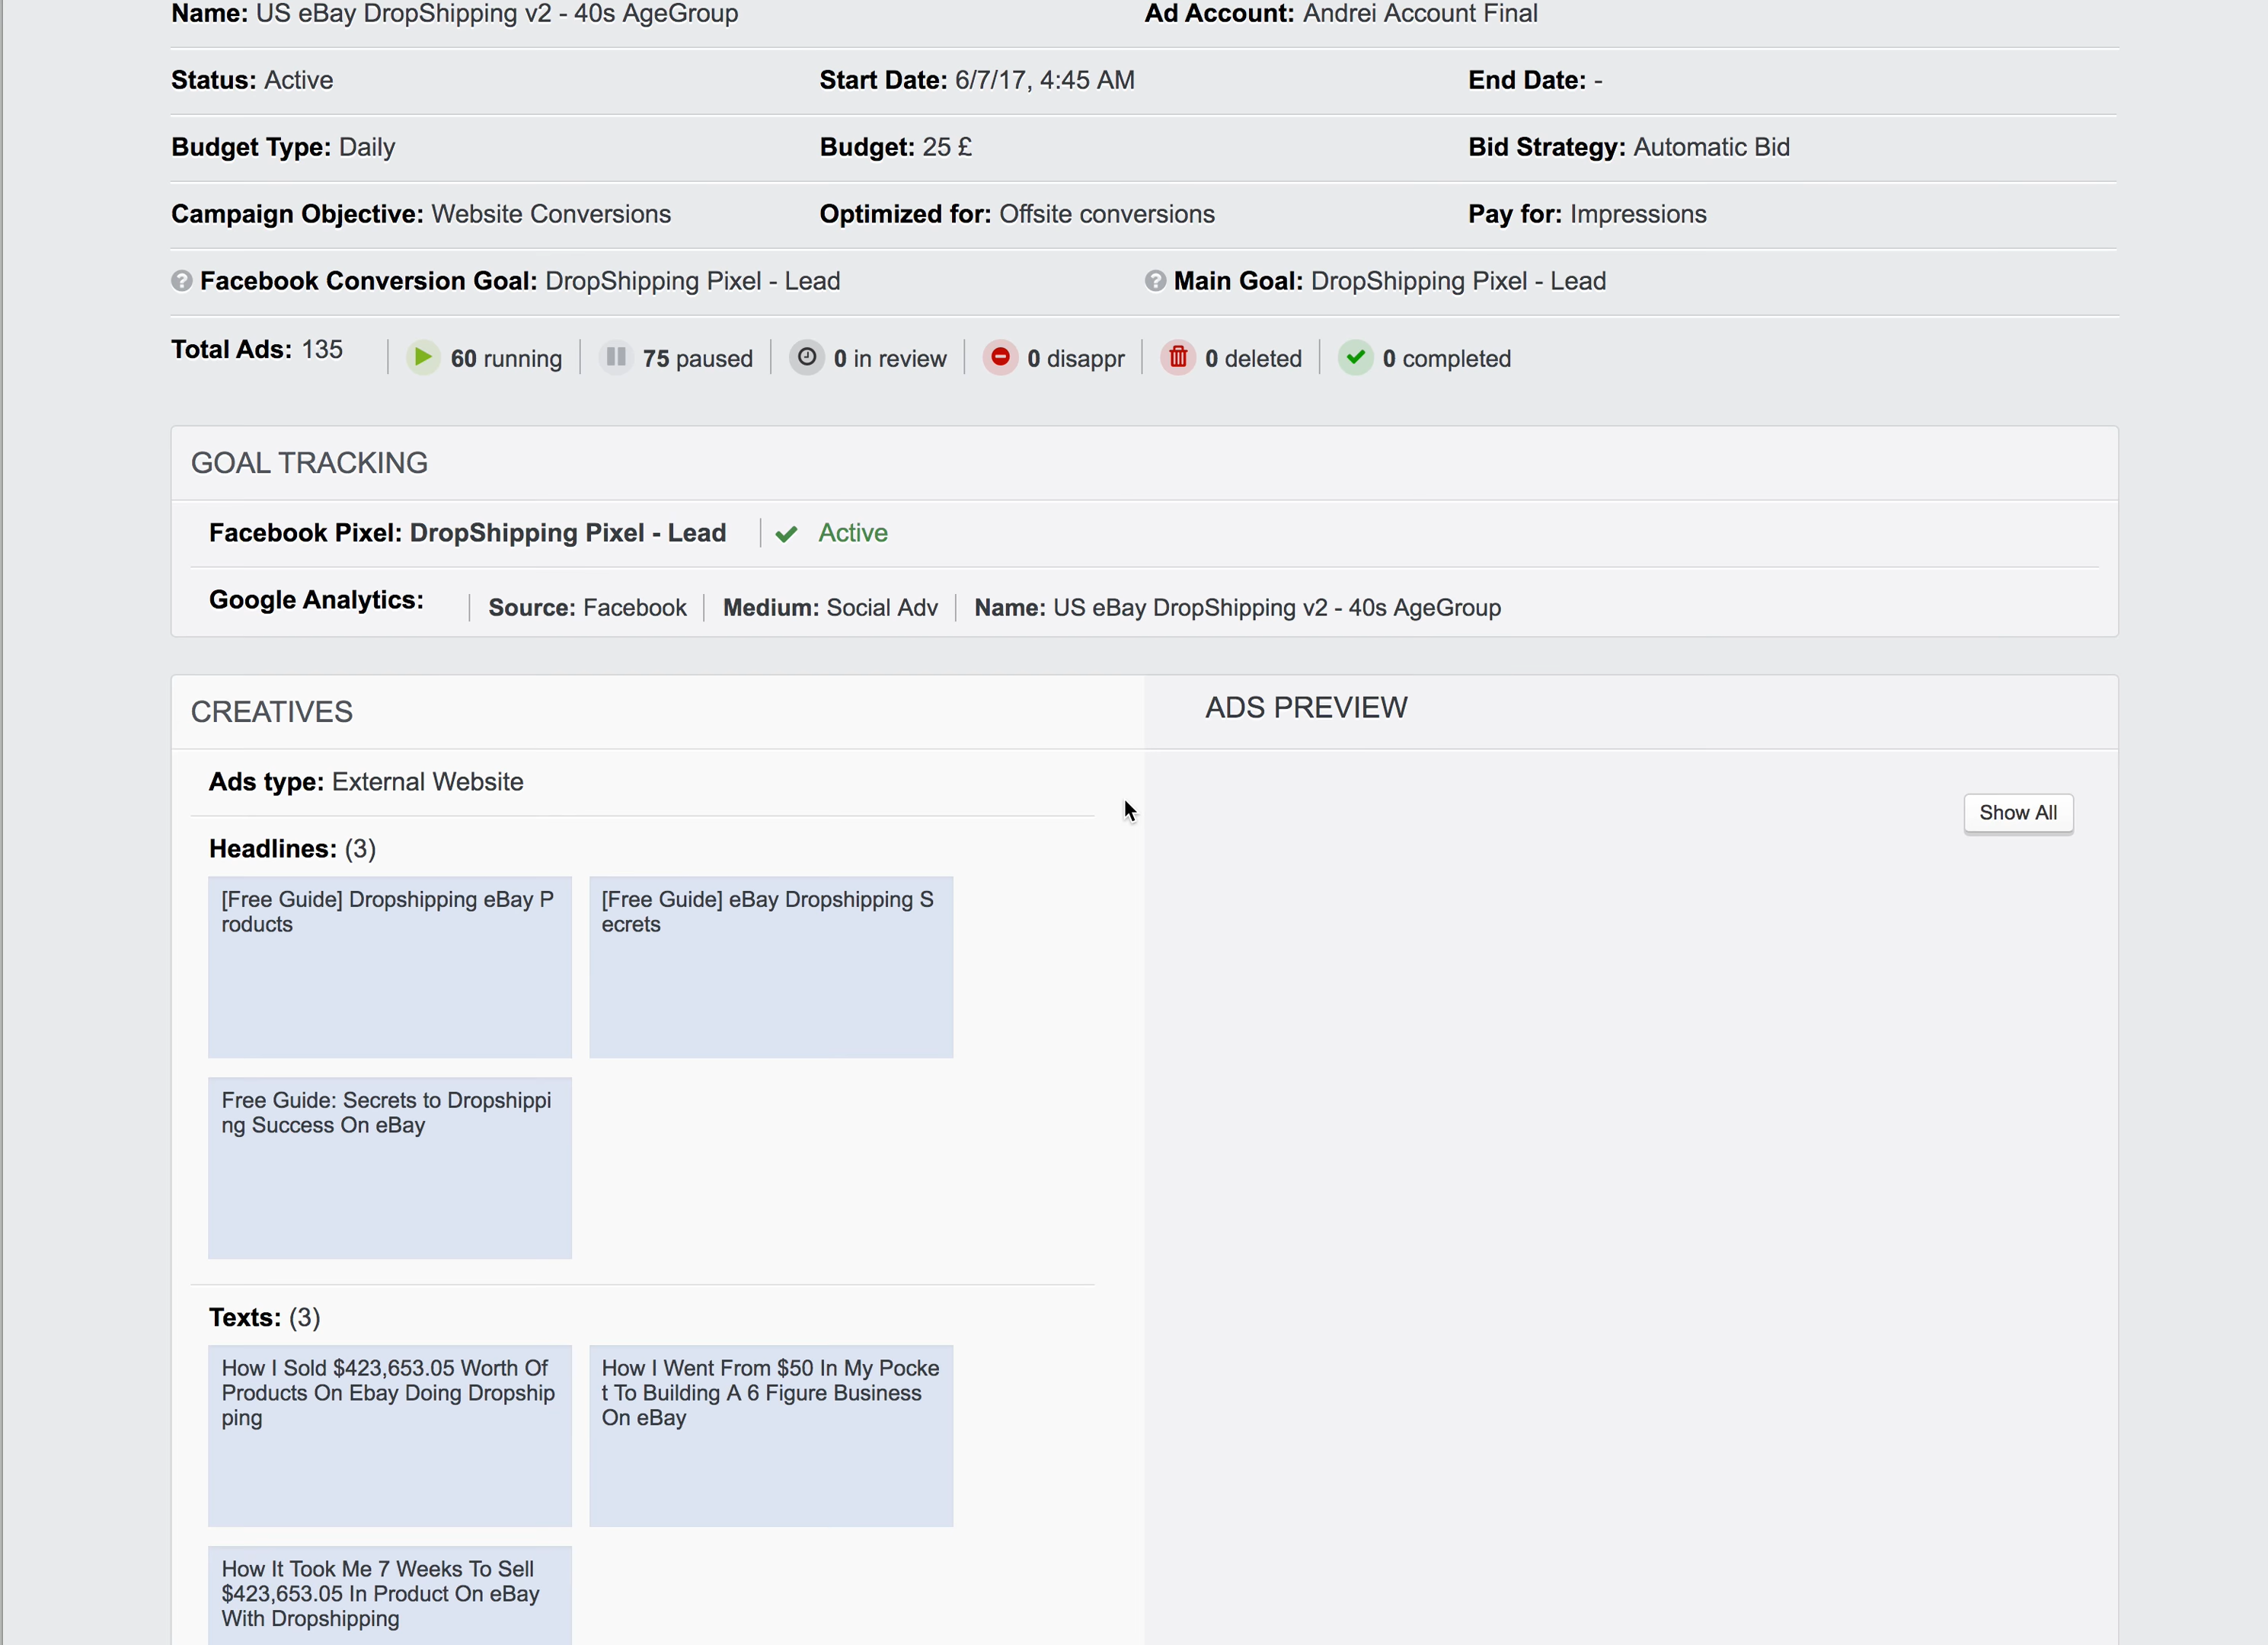 Name: US eBay DropShipping v2 - 40s AgeGroup Ad Account: Andrei Account Final
Status: Active Start Date: 6/7/17, 4:45 AM End Date: -
Budget Type: Daily Budget: 25 £ Bid Strategy: Automatic Bid
Campaign Objective: Website Conversions Optimized for: Offsite conversions Pay for: Impressions
? Facebook Conversion Goal: DropShipping Pixel - Lead ? Main Goal: DropShipping Pixel - Lead
Total Ads: 135 60 running 75 paused 0 in review 0 disappr 0 deleted 0 completed
GOAL TRACKING
Facebook Pixel: DropShipping Pixel - Lead Active
Google Analytics: Source: Facebook Medium: Social Adv Name: US eBay DropShipping v2 - 40s AgeGroup
CREATIVES
ADS PREVIEW
Ads type: External Website
Show All
Headlines: (3)
[Free Guide] Dropshipping eBay P
roducts
[Free Guide] eBay Dropshipping S
ecrets
Free Guide: Secrets to Dropshippi
ng Success On eBay
Texts: (3)
How I Sold $423,653.05 Worth Of
Products On Ebay Doing Dropship
ping
How I Went From $50 In My Pocke
t To Building A 6 Figure Business
On eBay
How It Took Me 7 Weeks To Sell
$423,653.05 In Product On eBay
With Dropshipping